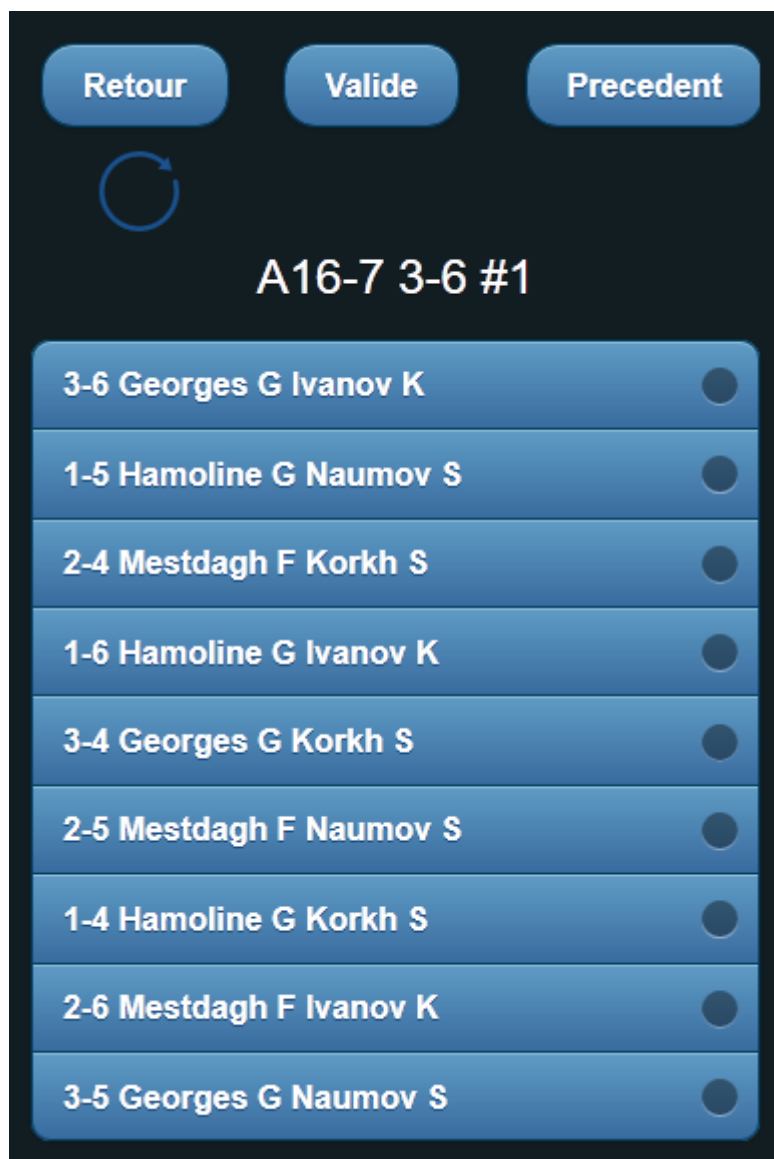 Retour Valide Precedent
A16-7 3-6 #1
3-6 Georges G Ivanov K
1-5 Hamoline G Naumov S
2-4 Mestdagh F Korkh S
1-6 Hamoline G Ivanov K
3-4 Georges G Korkh S
2-5 Mestdagh F Naumov S
1-4 Hamoline G Korkh S
2-6 Mestdagh F Ivanov K
3-5 Georges G Naumov S